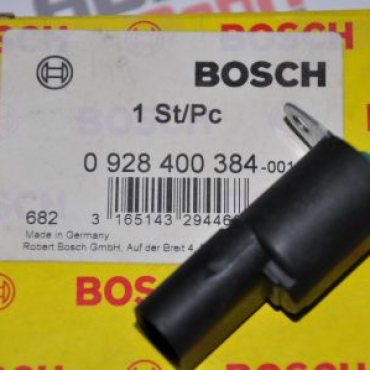 BOSCH
1 St/Pc
0 928 400 384-001
682 3 165143 29446
Made in Germany
Robert Bosch GmbH, Auf der Breit 4,
BOSCH
BOSCH